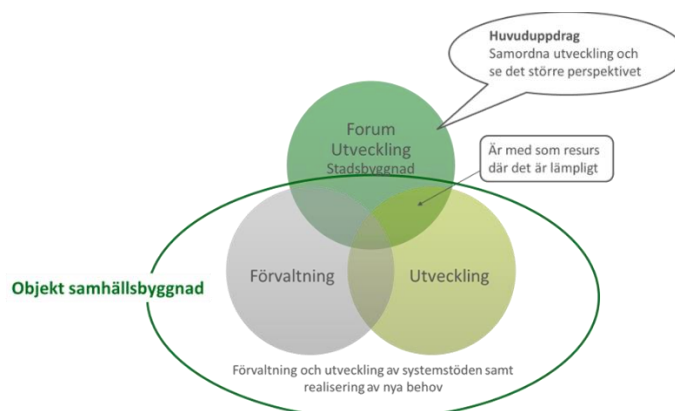 Huvuduppdrag
Samordna utveckling och
se det större perspektivet
Forum
Utveckling
Stadsbyggnad
Är med som resurs
där det är lämpligt
Objekt samhällsbyggnad
Förvaltning
Utveckling
Förvaltning och utveckling av systemstöden samt
realisering av nya behov